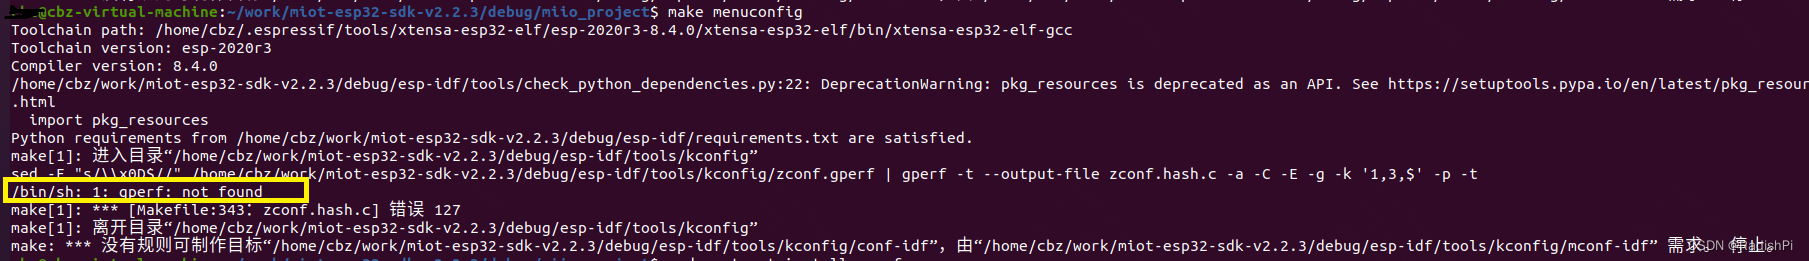 @cbz-virtual-machine:~/work/miot-esp32-sdk-v2.2.3/debug/miio_project$ make menuconfig
Toolchain path: /home/cbz/.espressif/tools/xtensa-esp32-elf/esp-2020r3-8.4.0/xtensa-esp32-elf/bin/xtensa-esp32-elf-gcc
Toolchain version: esp-2020r3
Compiler version: 8.4.0
/home/cbz/work/miot-esp32-sdk-v2.2.3/debug/esp-idf/tools/check_python_dependencies.py:22: DeprecationWarning: pkg_resources is deprecated as an API. See https://setuptools.pypa.io/en/latest/pkg_resour
.html
import pkg_resources
Python requirements from /home/cbz/work/miot-esp32-sdk-v2.2.3/debug/esp-idf/requirements.txt are satisfied.
make[1]: 进入目录“/home/cbz/work/miot-esp32-sdk-v2.2.3/debug/esp-idf/tools/kconfig”
sed -E "s/\\x0D$//" /home/cbz/work/miot-esp32-sdk-v2.2.3/debug/esp-idf/tools/kconfig/zconf.gperf | gperf -t --output-file zconf.hash.c -a -C -E -g -k '1,3,$' -p -t
/bin/sh: 1: gperf: not found
make[1]: *** [Makefile:343：zconf.hash.c] 错误 127
make[1]: 离开目录“/home/cbz/work/miot-esp32-sdk-v2.2.3/debug/esp-idf/tools/kconfig”
make: *** 没有规则可制作目标“/home/cbz/work/miot-esp32-sdk-v2.2.3/debug/esp-idf/tools/kconfig/conf-idf”，由“/home/cbz/work/miot-esp32-sdk-v2.2.3/debug/esp-idf/tools/kconfig/mconf-idf” 需求。 停止。